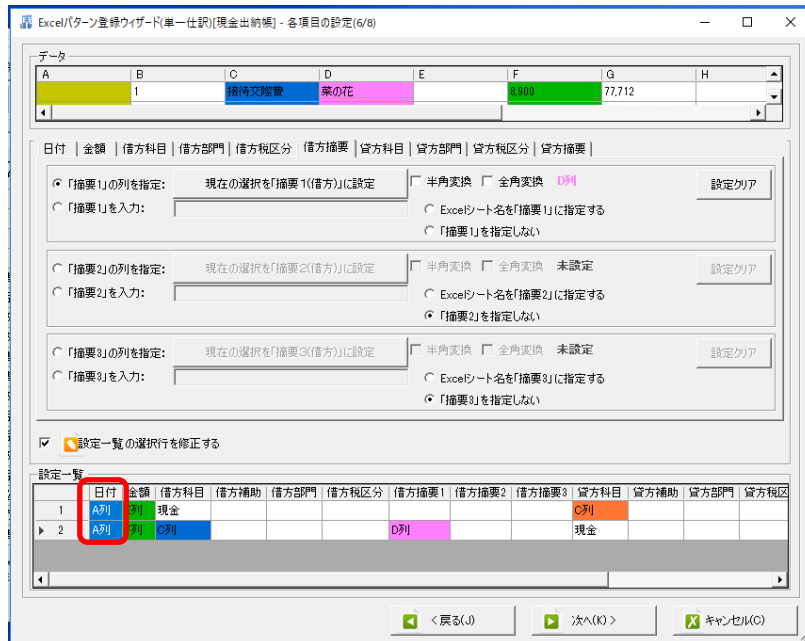 Excelパターン登録ウィザード(単一仕訳)[現金出納帳] - 各項目の設定(6/8)
データ
A B C D E F G H
1 接待交際費 菜の花 8,900 77,712
日付 金額 借方科目 借方部門 借方税区分 借方摘要 貸方科目 貸方部門 貸方税区分 貸方摘要
「摘要1」の列を指定: 現在の選択を「摘要1(借方)」に設定 半角変換 全角変換 D列 設定クリア
「摘要1」を入力: Excelシート名を「摘要1」に指定する
「摘要1」を指定しない
「摘要2」の列を指定: 現在の選択を「摘要2(借方)」に設定 半角変換 全角変換 未設定 設定クリア
「摘要2」を入力: Excelシート名を「摘要2」に指定する
「摘要2」を指定しない
「摘要3」の列を指定: 現在の選択を「摘要3(借方)」に設定 半角変換 全角変換 未設定 設定クリア
「摘要3」を入力: Excelシート名を「摘要3」に指定する
「摘要3」を指定しない
設定一覧の選択行を修正する
設定一覧
日付 金額 借方科目 借方補助 借方部門 借方税区分 借方摘要1 借方摘要2 借方摘要3 貸方科目 貸方補助 貸方部門 貸方税区
1 A列 現金 C列
2 A列 C列 D列 現金
<戻る(J) 次へ(K)> キャンセル(C)